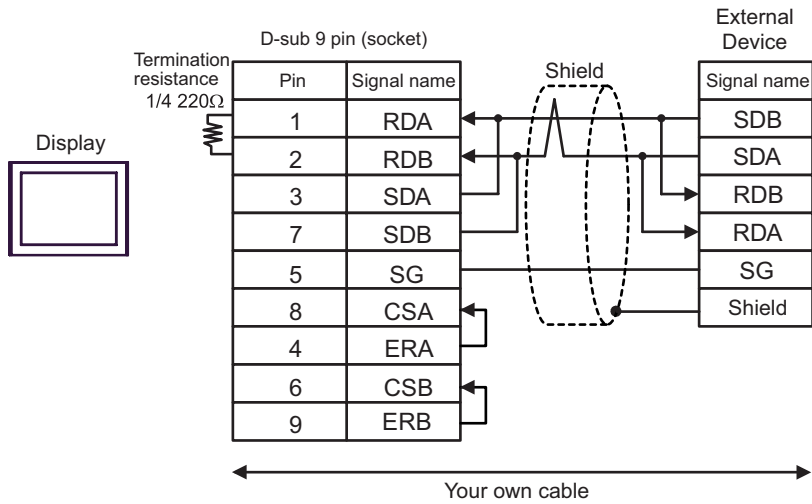 External
Device
D-sub 9 pin (socket)
Termination
resistance
1/4 220Ω
Pin Signal name
Shield
Signal name
1 RDA
SDB
Display
2 RDB
SDA
3 SDA
RDB
7 SDB
RDA
5 SG
SG
8 CSA
Shield
4 ERA
6 CSB
9 ERB
Your own cable